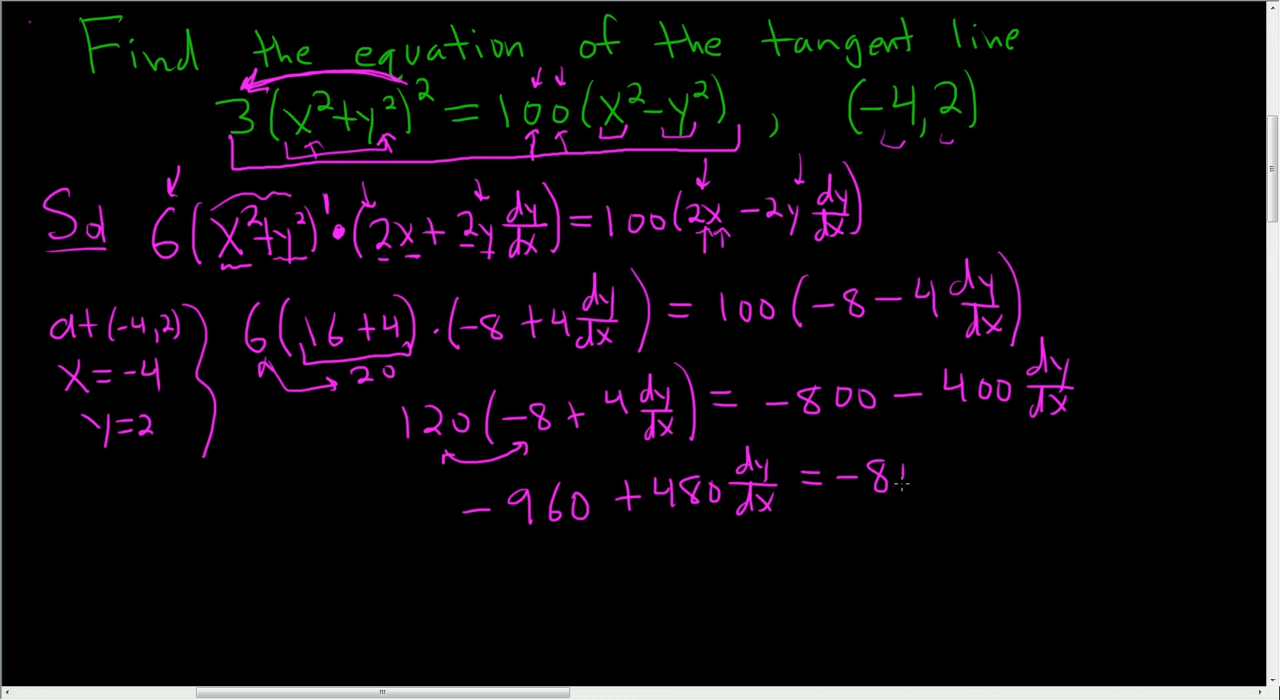 Find the equation of the tangent line
3(x²+y²)² = 100(x²-y²) , (-4,2)
Sol 6(x²+y²)¹·(2x + 2y dy/dx) = 100(2x - 2y dy/dx)
at (-4,2)
x = -4
y = 2
6(16+4)·(-8 + 4 dy/dx) = 100(-8 - 4 dy/dx)
20
120(-8 + 4 dy/dx) = -800 - 400 dy/dx
-960 + 480 dy/dx = -8